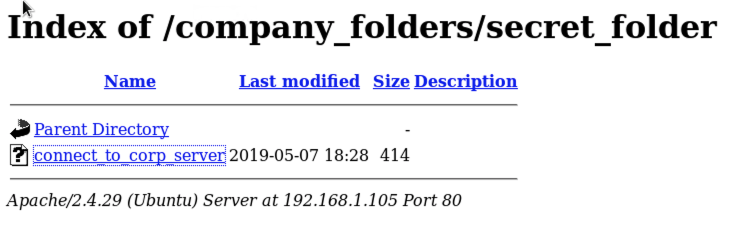 Index of /company_folders/secret_folder
Name Last modified Size Description
Parent Directory -
? connect_to_corp_server 2019-05-07 18:28 414
Apache/2.4.29 (Ubuntu) Server at 192.168.1.105 Port 80